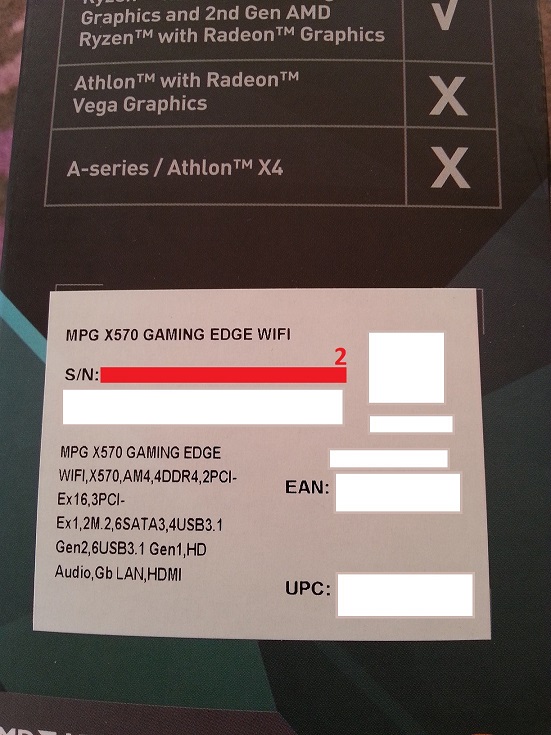 Graphics and 2nd Gen AMD
Ryzen™ with Radeon™ Graphics
√
Athlon™ with Radeon™
Vega Graphics
X
A-series / Athlon™ X4
X
MPG X570 GAMING EDGE WIFI
2
S/N:
MPG X570 GAMING EDGE
WIFI,X570,AM4,4DDR4,2PCI-
Ex16,3PCI-
Ex1,2M.2,6SATA3,4USB3.1
Gen2,6USB3.1 Gen1,HD
Audio,Gb LAN,HDMI
EAN:
UPC: